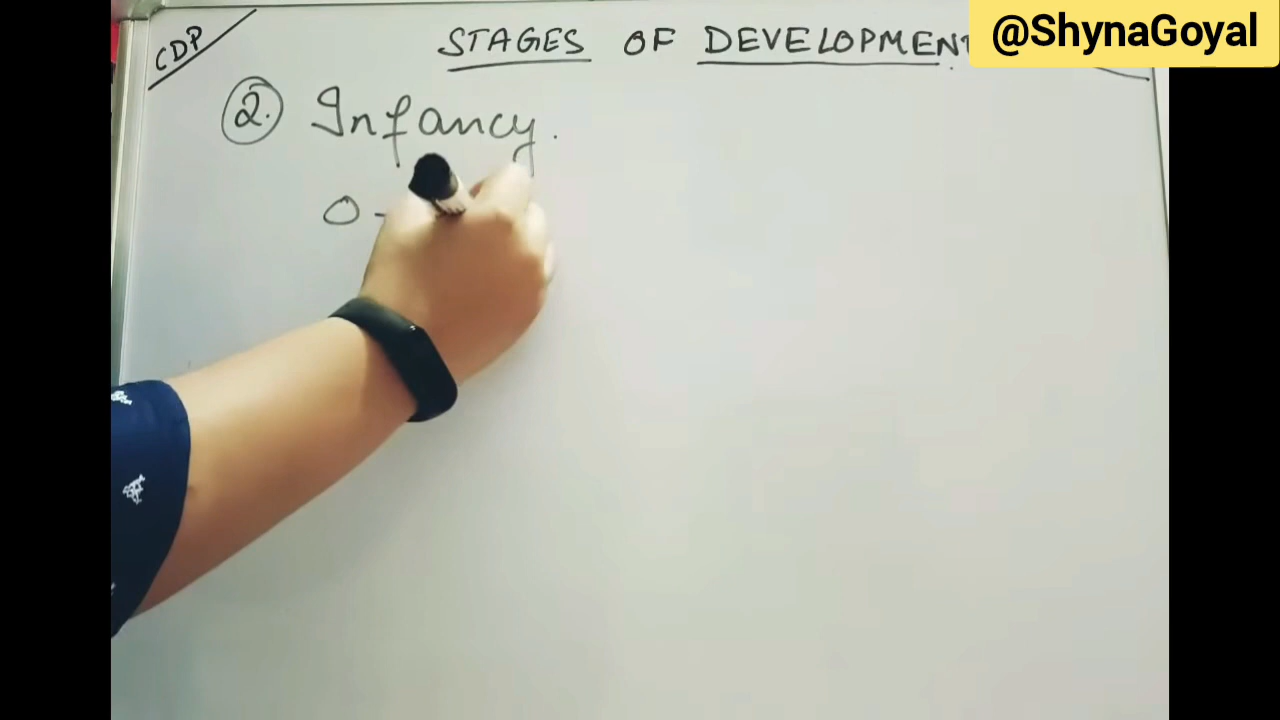 CDP
STAGES OF DEVELOPMENT
@ShynaGoyal
2. Infancy.
0 -